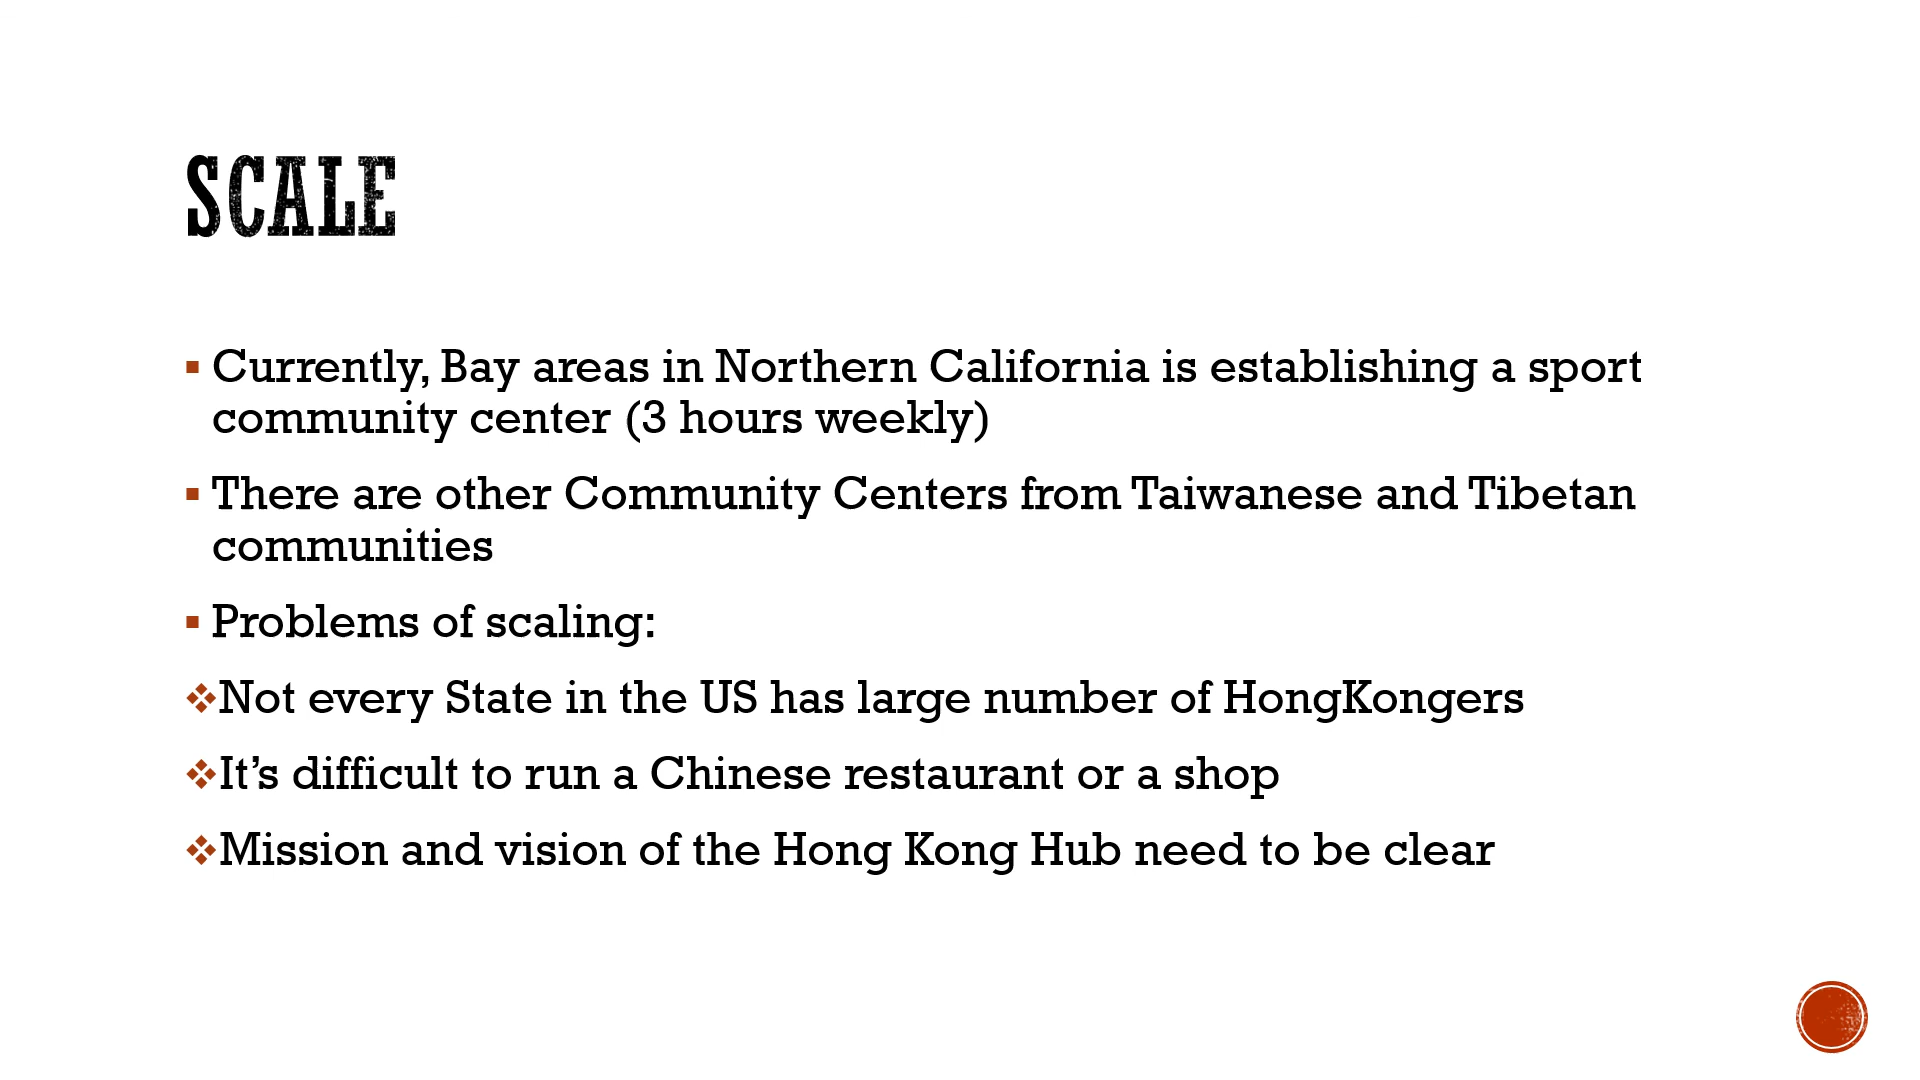 SCALE
▪ Currently, Bay areas in Northern California is establishing a sport
community center (3 hours weekly)
▪ There are other Community Centers from Taiwanese and Tibetan
communities
▪ Problems of scaling:
❖Not every State in the US has large number of HongKongers
❖It’s difficult to run a Chinese restaurant or a shop
❖Mission and vision of the Hong Kong Hub need to be clear